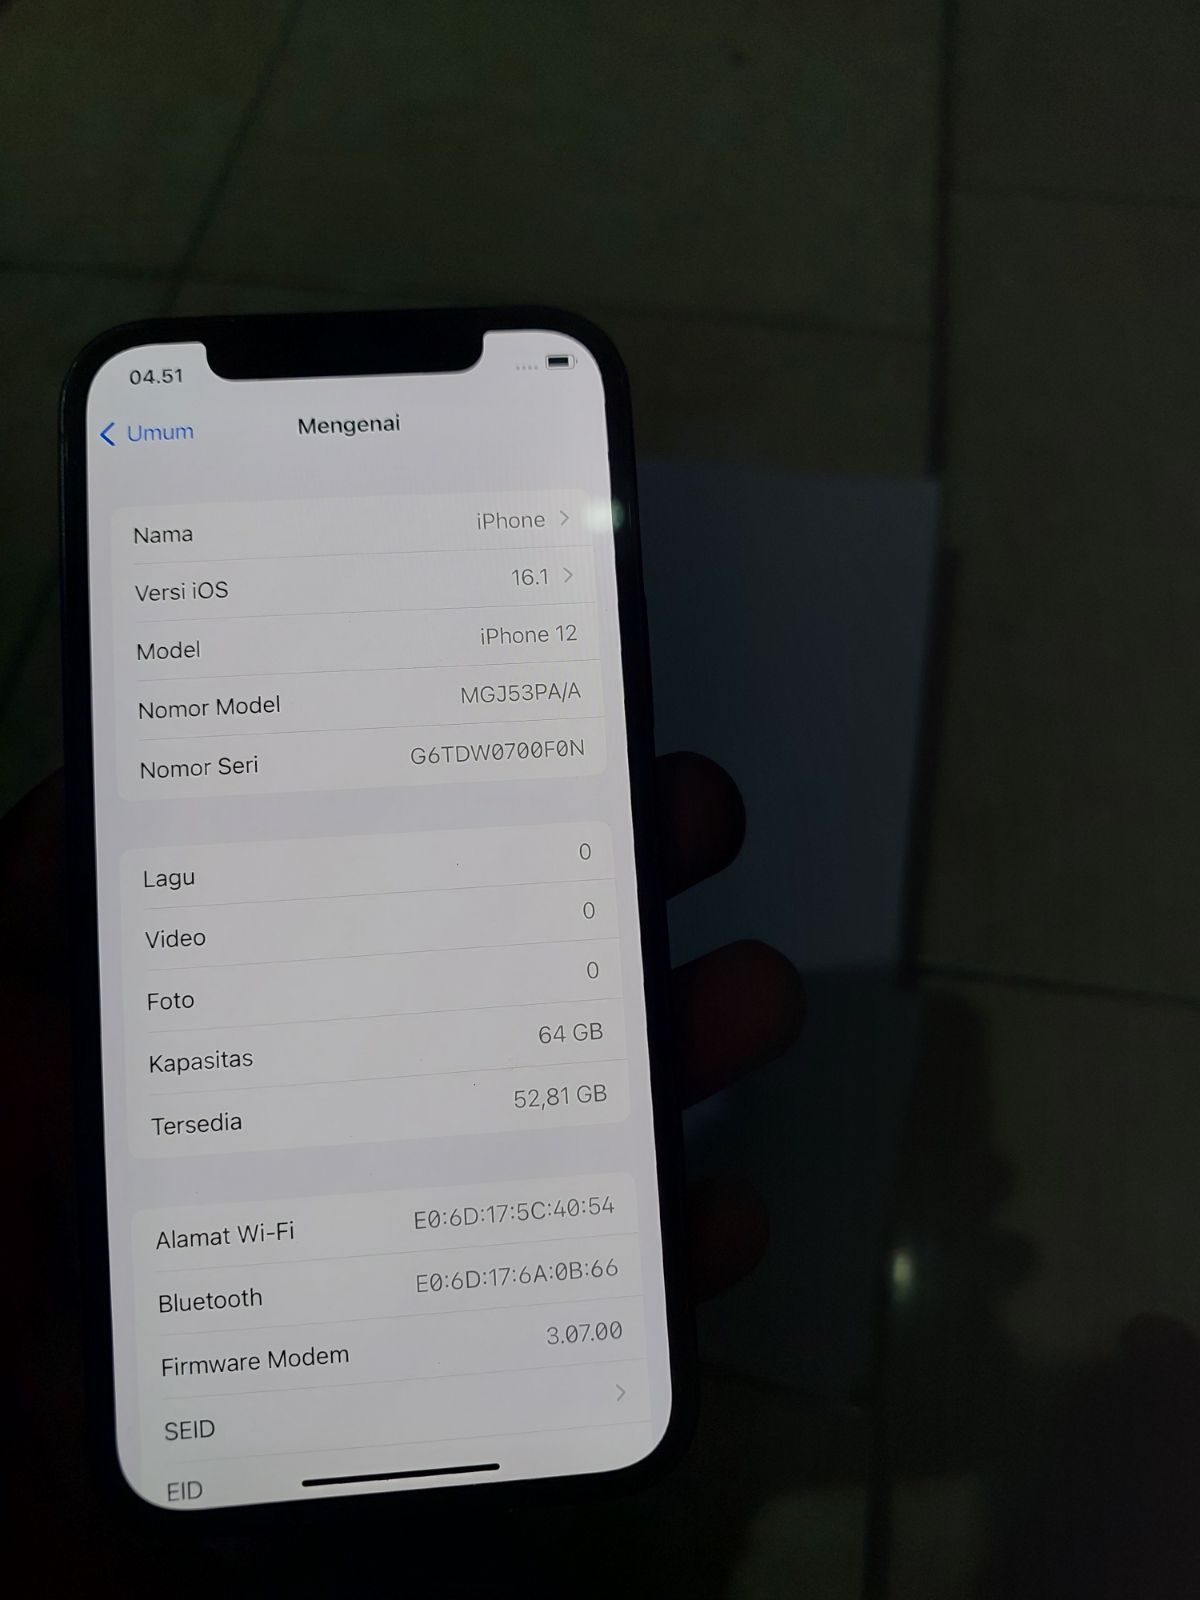 04.51
Umum
Mengenai
Nama iPhone
Versi iOS 16.1
Model iPhone 12
Nomor Model MGJ53PA/A
Nomor Seri G6TDW0700F0N
Lagu 0
Video 0
Foto 0
Kapasitas 64 GB
Tersedia 52,81 GB
Alamat Wi-Fi E0:6D:17:5C:40:54
Bluetooth E0:6D:17:6A:0B:66
Firmware Modem 3.07.00
SEID
EID